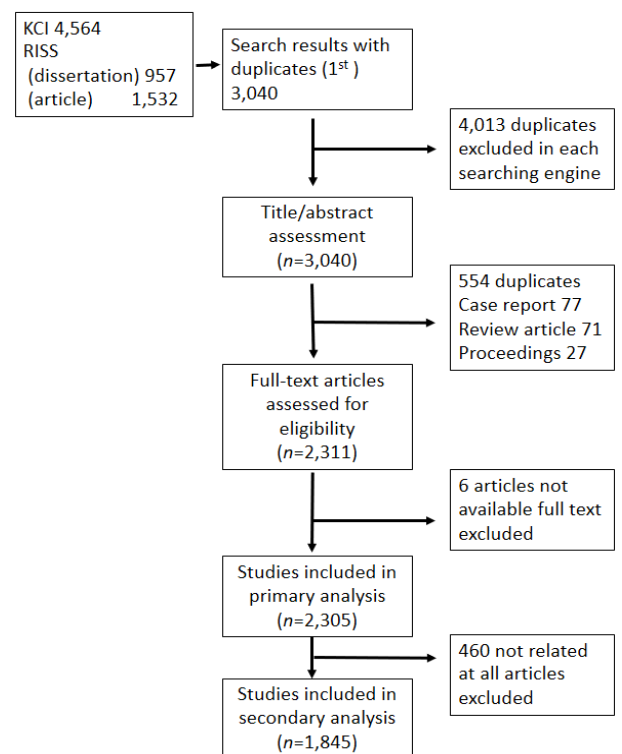 KCI 4,564
RISS
(dissertation) 957
(article) 1,532
Search results with
duplicates (1st )
3,040
4,013 duplicates
excluded in each
searching engine
Title/abstract
assessment
(n=3,040)
554 duplicates
Case report 77
Review article 71
Proceedings 27
Full-text articles
assessed for
eligibility
(n=2,311)
6 articles not
available full text
excluded
Studies included in
primary analysis
(n=2,305)
460 not related
at all articles
excluded
Studies included in
secondary analysis
(n=1,845)